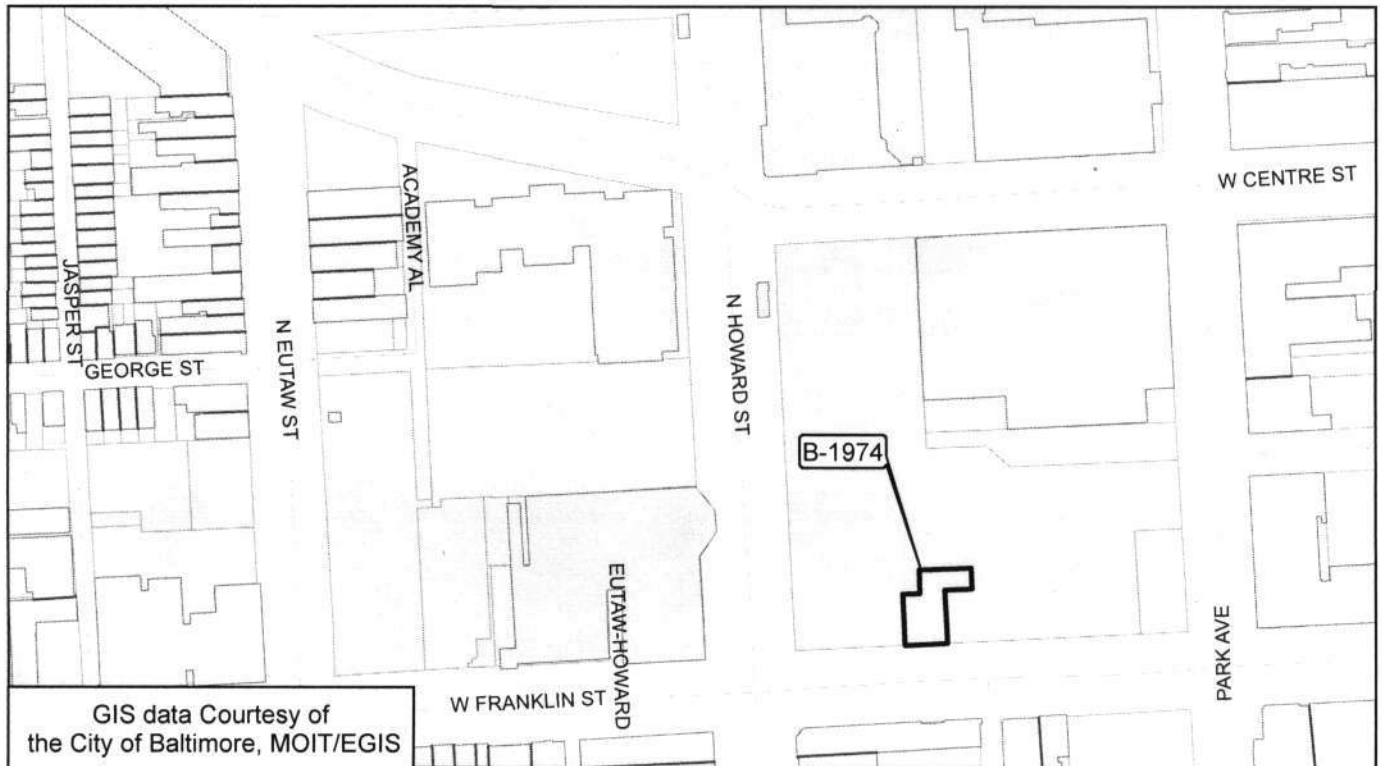 W CENTRE ST
ACADEMY AL
JASPER ST
N HOWARD ST
N EUTAW ST
GEORGE ST
B-1974
EUTAW-HOWARD
PARK AVE
W FRANKLIN ST
GIS data Courtesy of
the City of Baltimore, MOIT/EGIS